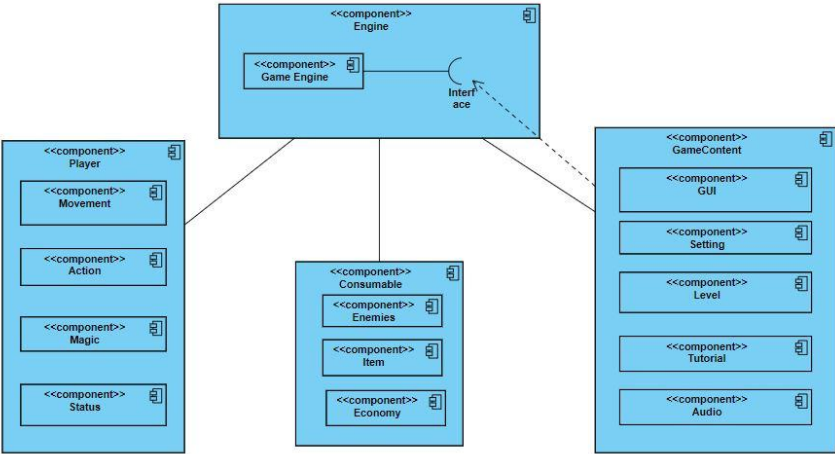 <<component>>
Engine
<<component>>
Game Engine
Interf
ace
<<component>>
Player
<<component>>
Movement
<<component>>
Action
<<component>>
Magic
<<component>>
Status
<<component>>
Consumable
<<component>>
Enemies
<<component>>
Item
<<component>>
Economy
<<component>>
GameContent
<<component>>
GUI
<<component>>
Setting
<<component>>
Level
<<component>>
Tutorial
<<component>>
Audio